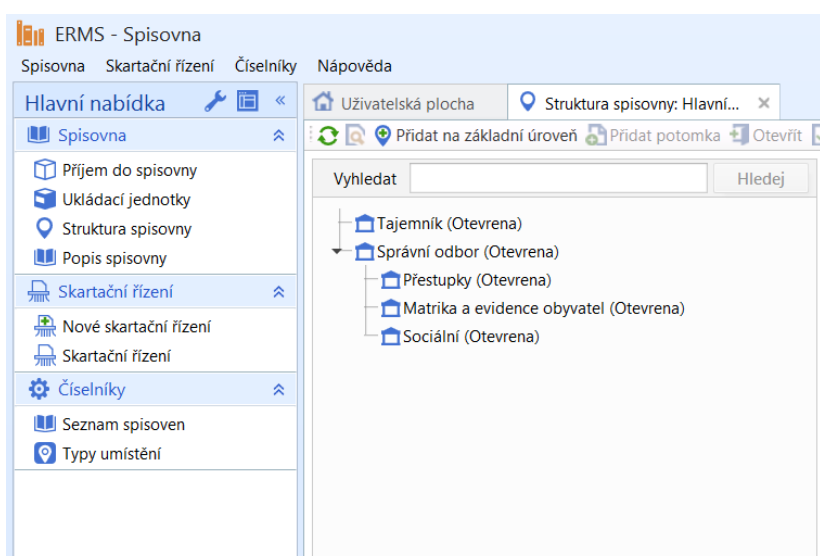 ERMS - Spisovna
Spisovna Skartační řízení Číselníky Nápověda
Hlavní nabídka «
Spisovna
Příjem do spisovny
Ukládací jednotky
Struktura spisovny
Popis spisovny
Skartační řízení
Nové skartační řízení
Skartační řízení
Číselníky
Seznam spisoven
Typy umístění
Uživatelská plocha Struktura spisovny: Hlavní... ×
Přidat na základní úroveň Přidat potomka Otevřít
Vyhledat Hledej
Tajemník (Otevrena)
Správní odbor (Otevrena)
Přestupky (Otevrena)
Matrika a evidence obyvatel (Otevrena)
Sociální (Otevrena)